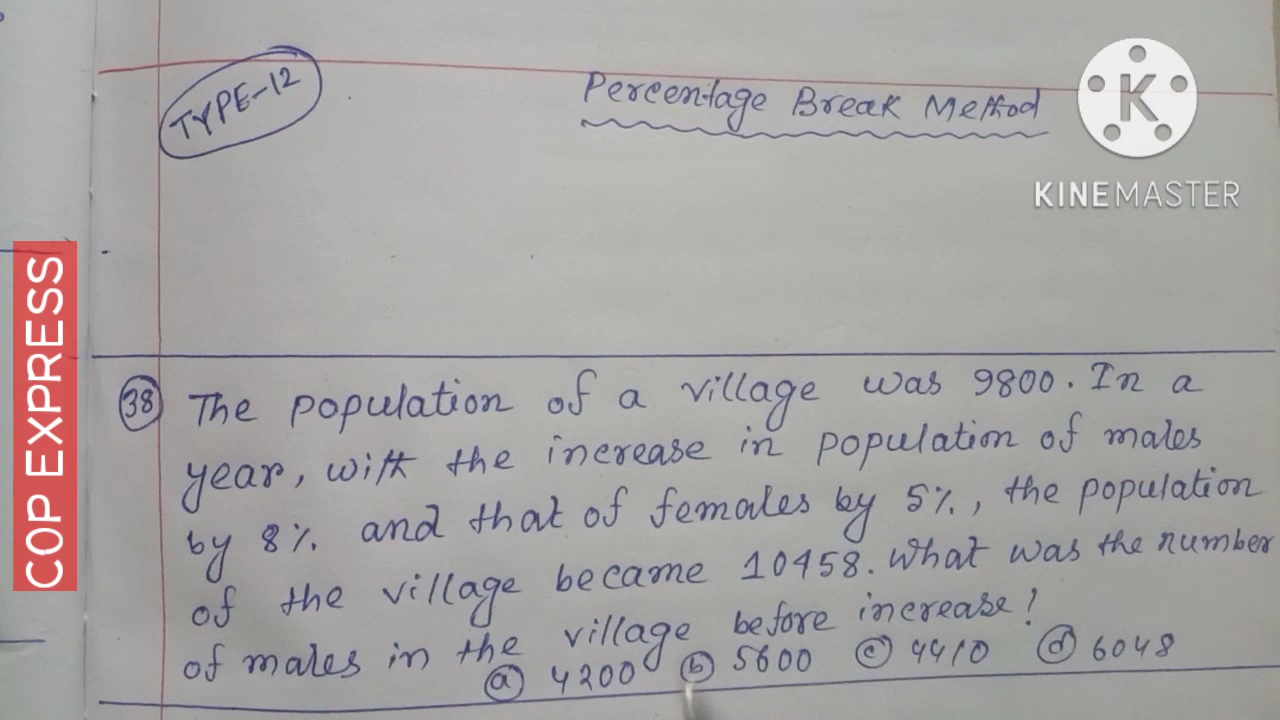 TYPE-12
Percentage Break Method
K
KINEMASTER
COP EXPRESS
38 The population of a village was 9800. In a
year, with the increase in population of males
by 8% and that of females by 5%, the population
of the village became 10458. What was the number
of males in the village before increase?
a 4200 b 5600 c 4410 d 6048